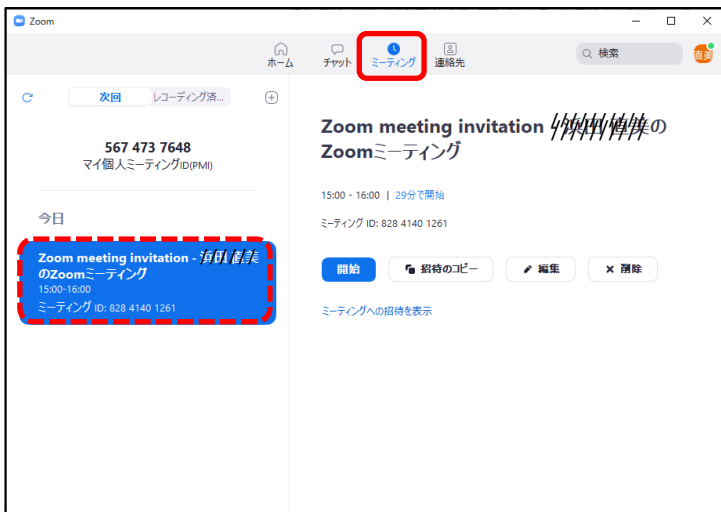 Zoom
ホーム
チャット
ミーティング
連絡先
検索
直美
次回
レコーディング済...
567 473 7648
マイ個人ミーティングID(PMI)
今日
Zoom meeting invitation -
のZoomミーティング
15:00-16:00
ミーティング ID: 828 4140 1261
Zoom meeting invitation の
Zoomミーティング
15:00 - 16:00 | 29分で開始
ミーティング ID: 828 4140 1261
開始
招待のコピー
編集
削除
ミーティングへの招待を表示